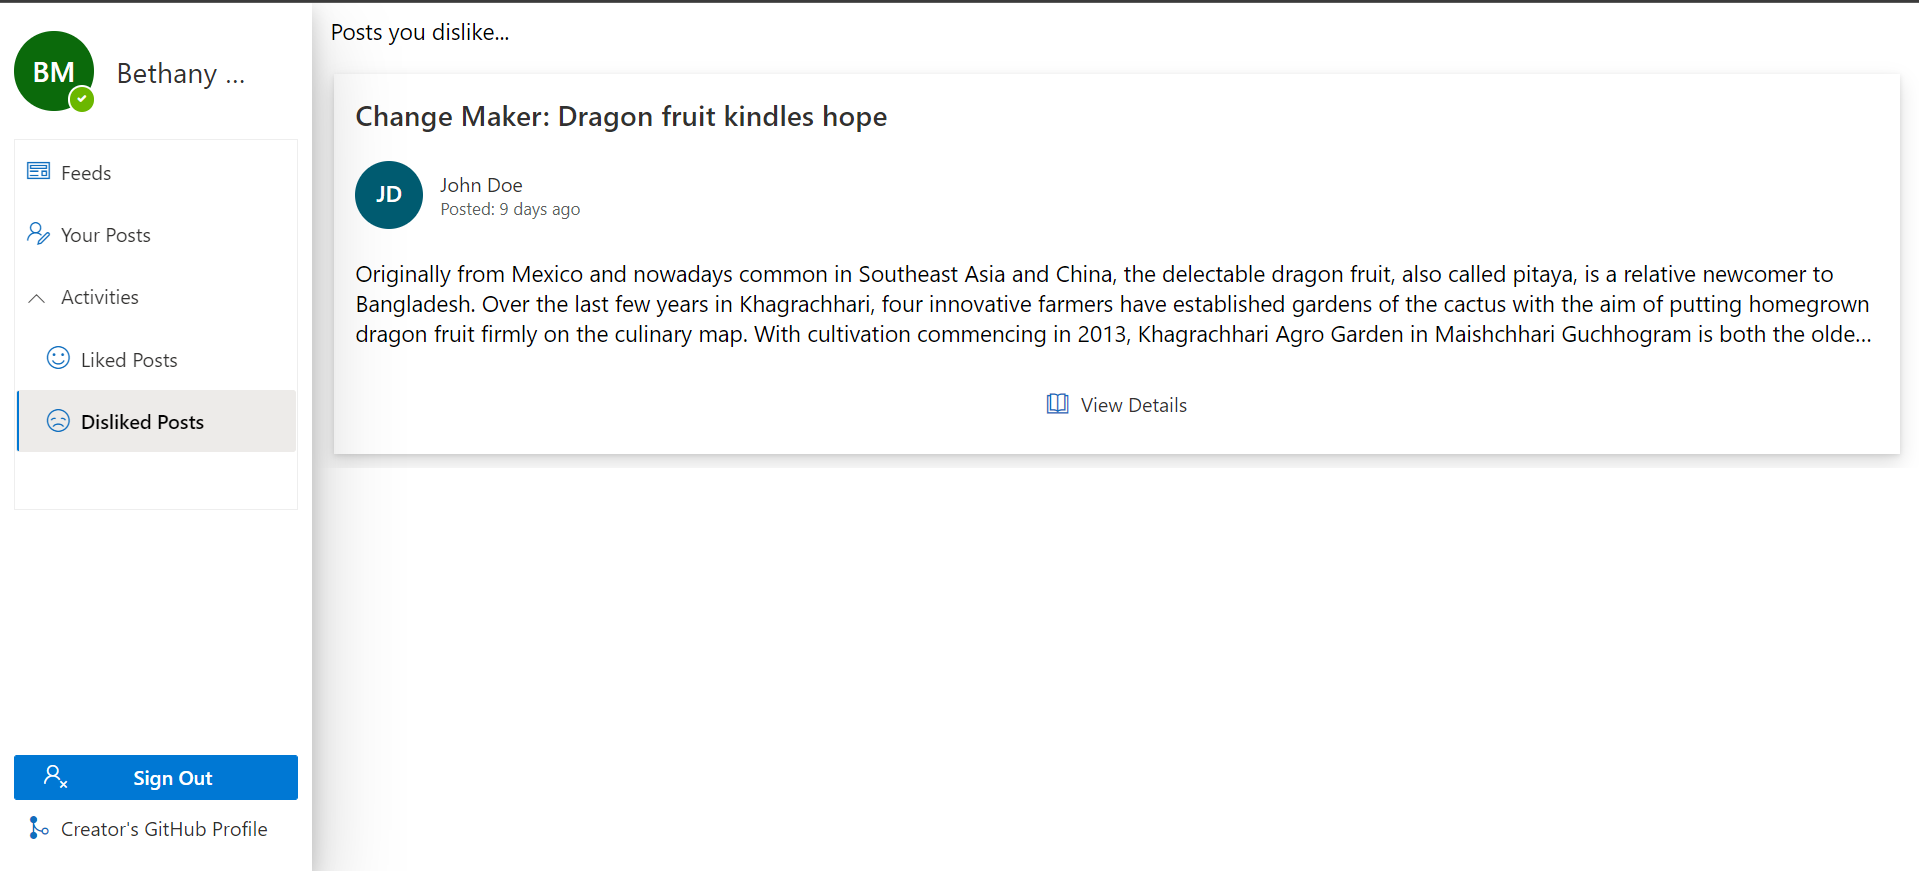 BM
Bethany ...
Feeds
Your Posts
Activities
Liked Posts
Disliked Posts
Sign Out
Creator's GitHub Profile
Posts you dislike...
Change Maker: Dragon fruit kindles hope
JD
John Doe
Posted: 9 days ago
Originally from Mexico and nowadays common in Southeast Asia and China, the delectable dragon fruit, also called pitaya, is a relative newcomer to
Bangladesh. Over the last few years in Khagrachhari, four innovative farmers have established gardens of the cactus with the aim of putting homegrown
dragon fruit firmly on the culinary map. With cultivation commencing in 2013, Khagrachhari Agro Garden in Maishchhari Guchhogram is both the olde...
View Details